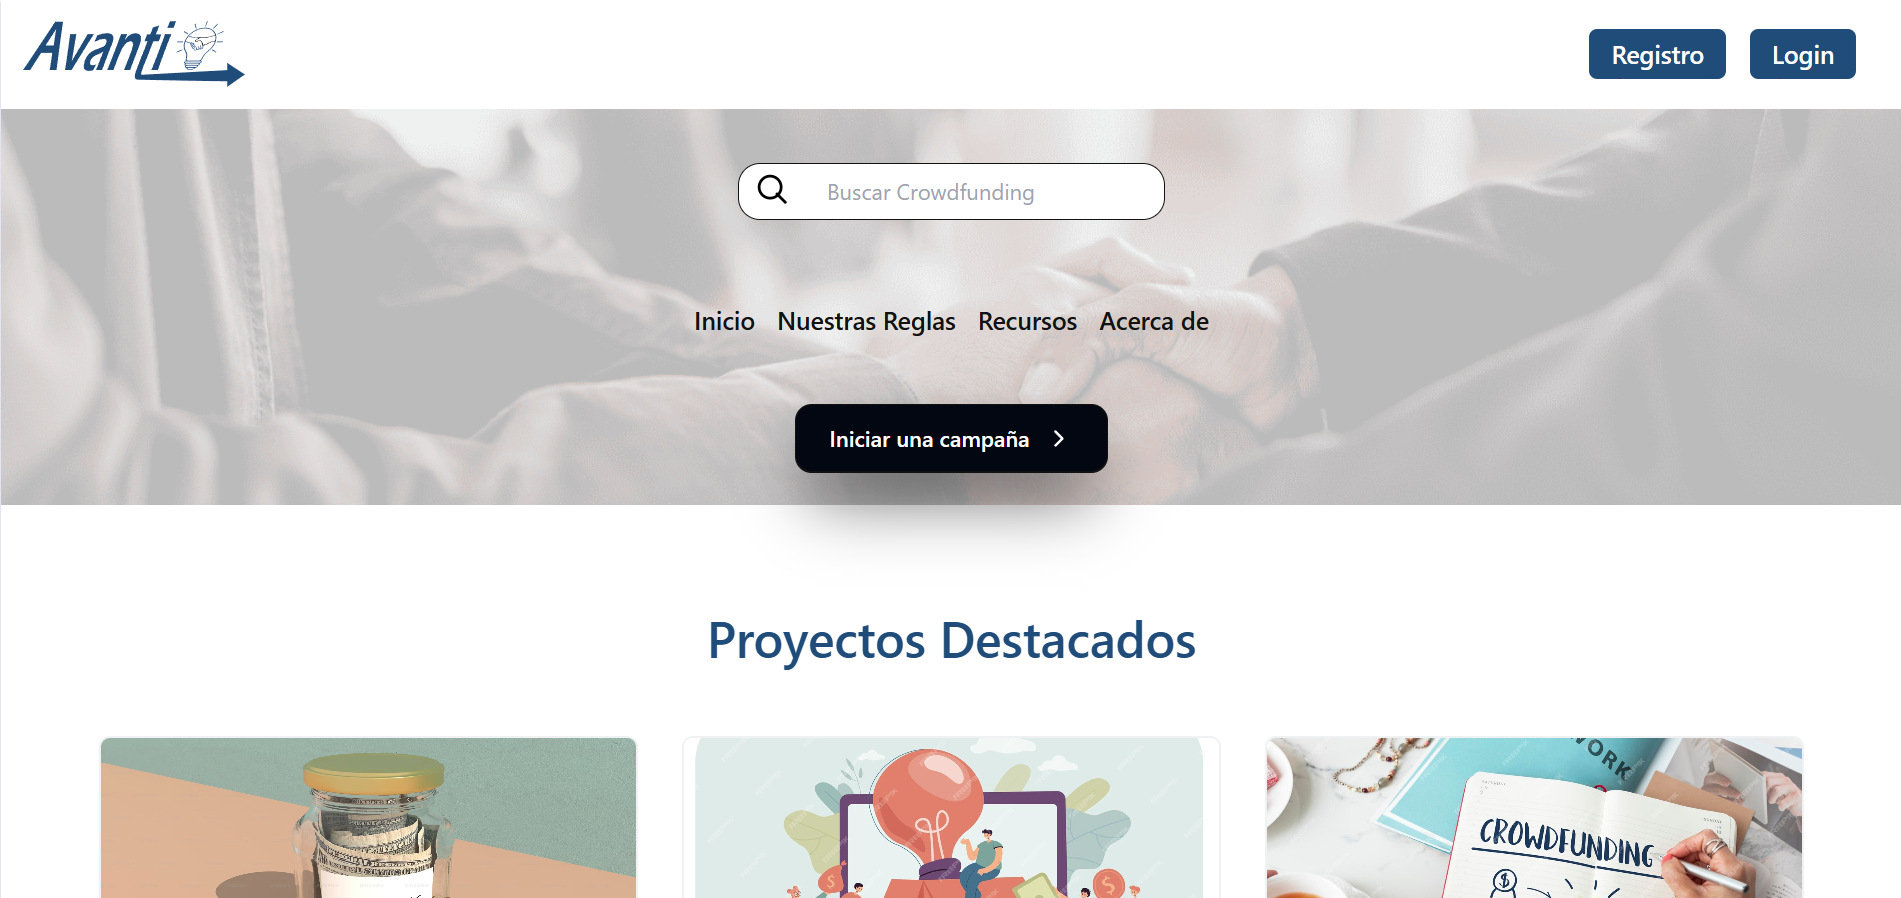 Avanti
Registro
Login
Buscar Crowdfunding
Inicio Nuestras Reglas Recursos Acerca de
Iniciar una campaña
Proyectos Destacados
WORK
CROWDFUNDING